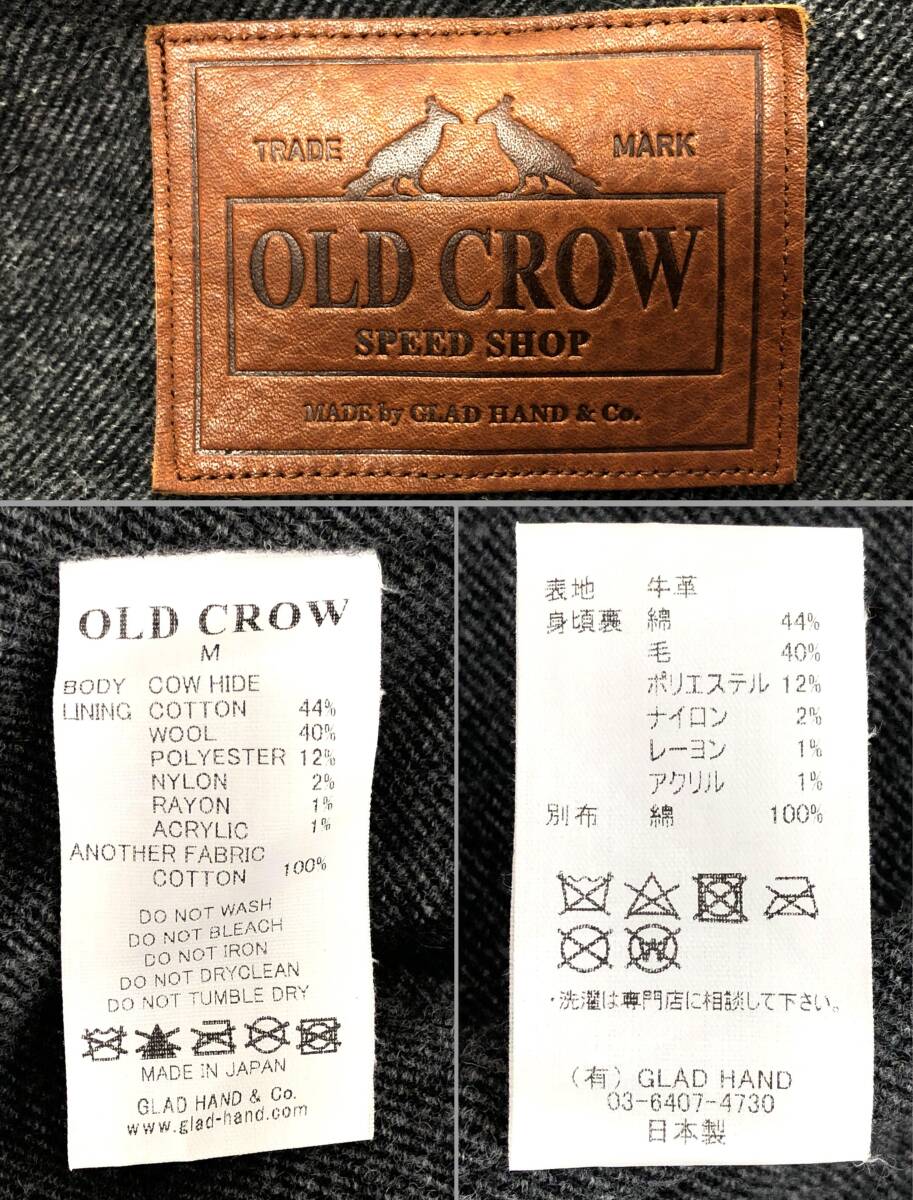 TRADE MARK
OLD CROW
SPEED SHOP
MADE by GLAD HAND & Co.
OLD CROW
M
BODY COW HIDE
LINING COTTON 44%
WOOL 40%
POLYESTER 12%
NYLON 2%
RAYON 1%
ACRYLIC 1%
ANOTHER FABRIC
COTTON 100%
DO NOT WASH
DO NOT BLEACH
DO NOT IRON
DO NOT DRYCLEAN
DO NOT TUMBLE DRY
MADE IN JAPAN
GLAD HAND & Co.
www.glad-hand.com
表地 牛革
身頃裏 綿 44%
毛 40%
ポリエステル 12%
ナイロン 2%
レーヨン 1%
アクリル 1%
別布 綿 100%
・洗濯は専門店に相談して下さい。
(有) GLAD HAND
03-6407-4730
日本製